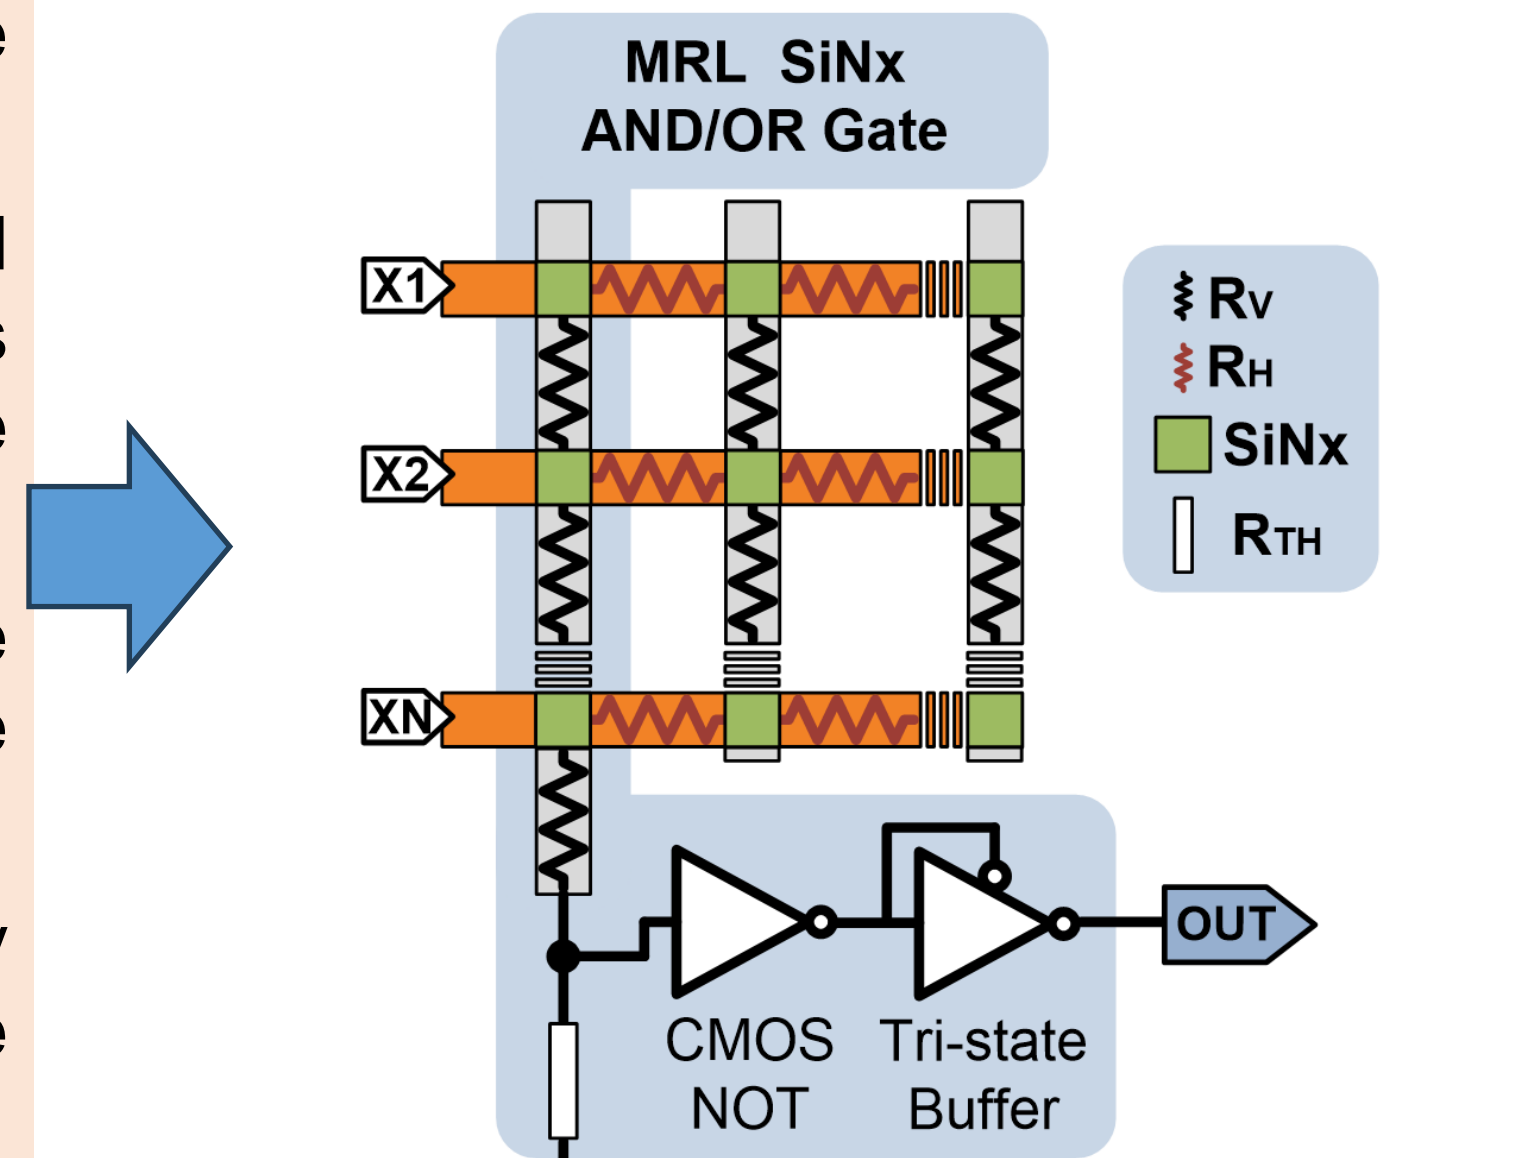 MRL SiNx
AND/OR Gate
X1
X2
XN
RV
RH
SiNx
RTH
CMOS
NOT
Tri-state
Buffer
OUT